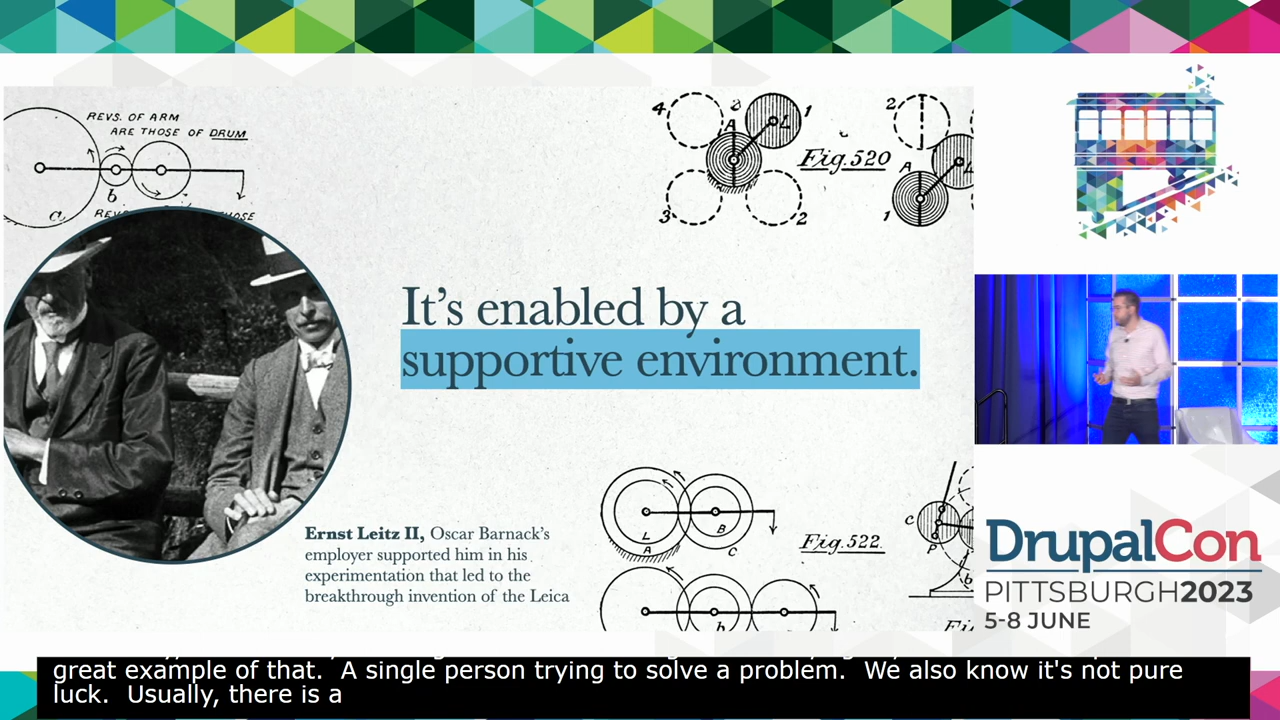 REVS. OF ARM
ARE THOSE OF DRUM
b
a
4
A
1
L
Fig.520
3
2
2
A
L
1
It's enabled by a
supportive environment.
Ernst Leitz II, Oscar Barnack's
employer supported him in his
experimentation that led to the
breakthrough invention of the Leica
L
A
B
C
Fig.522.
b
C
P
b
DrupalCon
PITTSBURGH2023
5-8 JUNE
great example of that. A single person trying to solve a problem. We also know it's not pure
luck. Usually, there is a